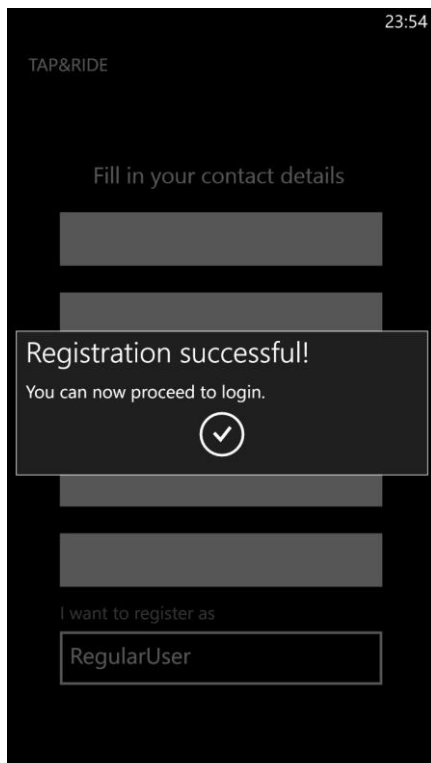 23:54
TAP&RIDE
Fill in your contact details
Registration successful!
You can now proceed to login.
I want to register as
RegularUser